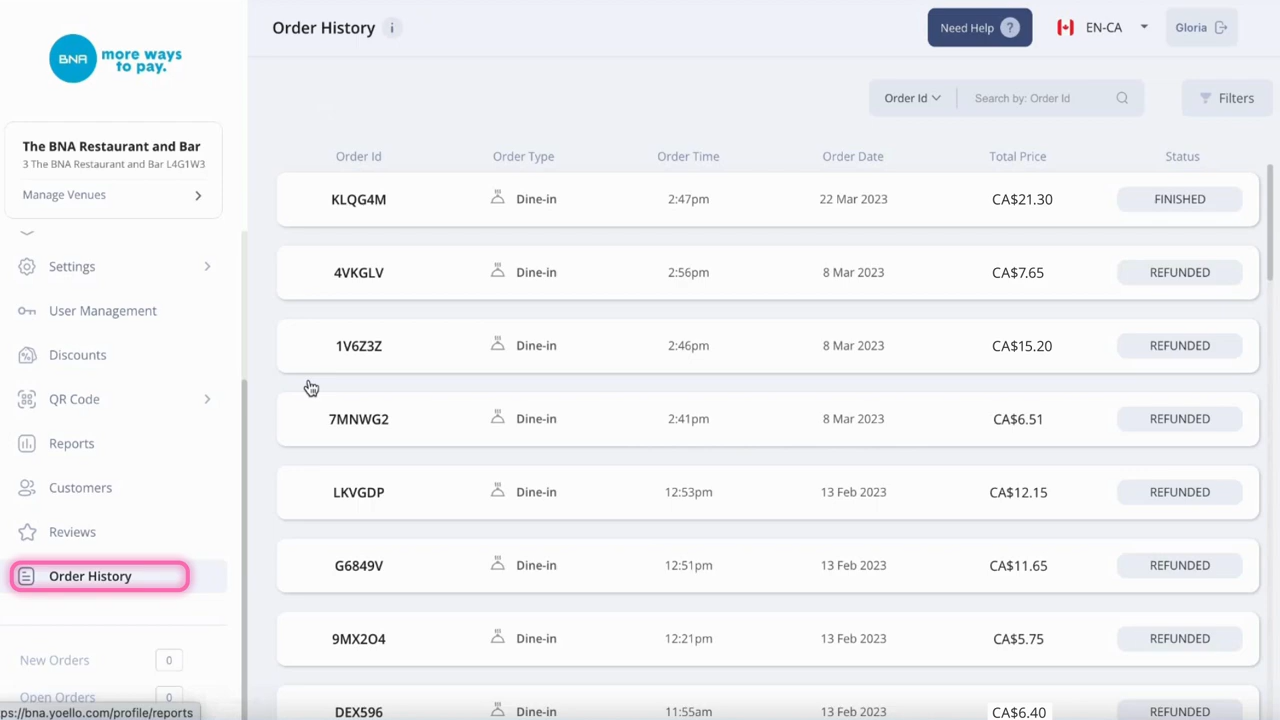 BNA more ways
to pay.
The BNA Restaurant and Bar
3 The BNA Restaurant and Bar L4G1W3
Manage Venues
Settings
User Management
Discounts
QR Code
Reports
Customers
Reviews
Order History
New Orders 0
Open Orders 0
ps://bna.yoello.com/profile/reports
Order History i
Need Help ?
EN-CA
Gloria
Order Id
Search by: Order Id
Filters
Order Id Order Type Order Time Order Date Total Price Status
KLQG4M Dine-in 2:47pm 22 Mar 2023 CA$21.30 FINISHED
4VKGLV Dine-in 2:56pm 8 Mar 2023 CA$7.65 REFUNDED
1V6Z3Z Dine-in 2:46pm 8 Mar 2023 CA$15.20 REFUNDED
7MNWG2 Dine-in 2:41pm 8 Mar 2023 CA$6.51 REFUNDED
LKVGDP Dine-in 12:53pm 13 Feb 2023 CA$12.15 REFUNDED
G6849V Dine-in 12:51pm 13 Feb 2023 CA$11.65 REFUNDED
9MX2O4 Dine-in 12:21pm 13 Feb 2023 CA$5.75 REFUNDED
DEX596 Dine-in 11:55am 13 Feb 2023 CA$6.40 REFUNDED